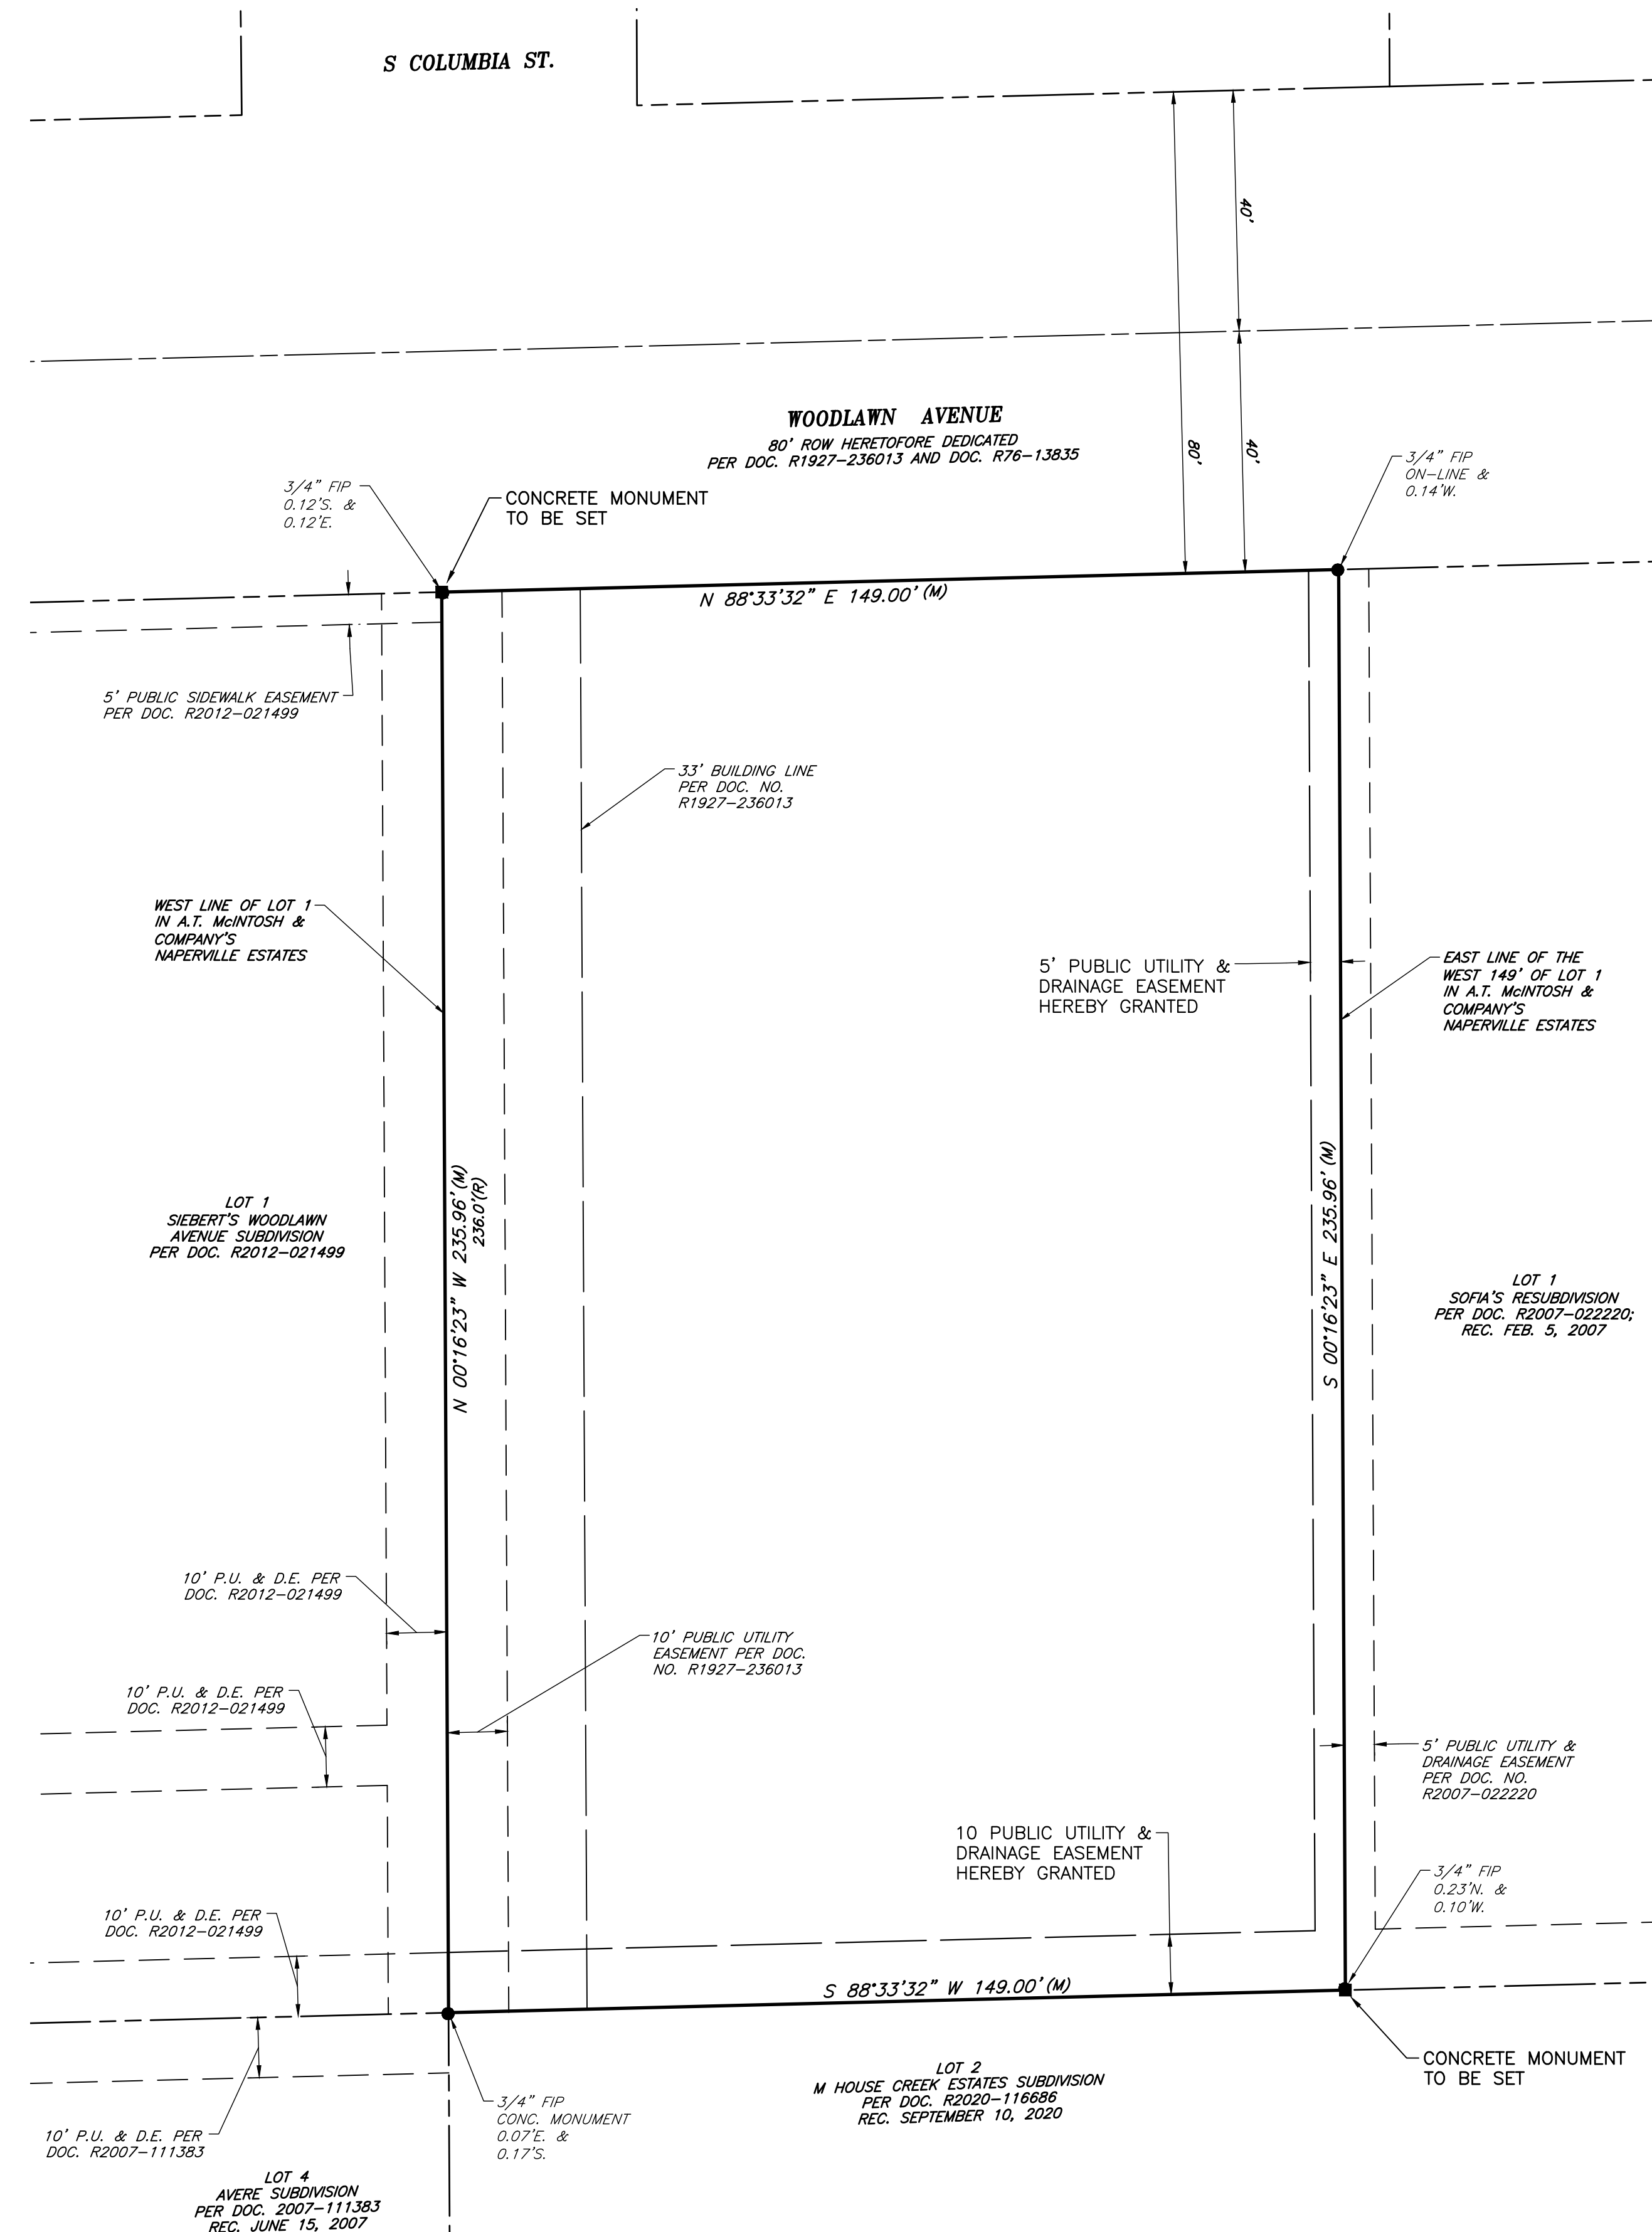 S COLUMBIA ST.
40'
WOODLAWN AVENUE
80' ROW HERETOFORE DEDICATED
PER DOC. R1927-236013 AND DOC. R76-13835
80'
40'
3/4" FIP
ON-LINE &
0.14'W.
3/4" FIP
0.12'S. &
0.12'E.
CONCRETE MONUMENT
TO BE SET
N 88°33'32" E 149.00'(M)
5' PUBLIC SIDEWALK EASEMENT
PER DOC. R2012-021499
33' BUILDING LINE
PER DOC. NO.
R1927-236013
WEST LINE OF LOT 1
IN A.T. McINTOSH &
COMPANY'S
NAPERVILLE ESTATES
5' PUBLIC UTILITY &
DRAINAGE EASEMENT
HEREBY GRANTED
EAST LINE OF THE
WEST 149' OF LOT 1
IN A.T. McINTOSH &
COMPANY'S
NAPERVILLE ESTATES
LOT 1
SIEBERT'S WOODLAWN
AVENUE SUBDIVISION
PER DOC. R2012-021499
N 00°16'23" W 235.96'(M)
236.0'(R)
S 00°16'23" E 235.96'(M)
LOT 1
SOFIA'S RESUBDIVISION
PER DOC. R2007-022220;
REC. FEB. 5, 2007
10' P.U. & D.E. PER
DOC. R2012-021499
10' PUBLIC UTILITY
EASEMENT PER DOC.
NO. R1927-236013
10' P.U. & D.E. PER
DOC. R2012-021499
5' PUBLIC UTILITY &
DRAINAGE EASEMENT
PER DOC. NO.
R2007-022220
10 PUBLIC UTILITY &
DRAINAGE EASEMENT
HEREBY GRANTED
3/4" FIP
0.23'N. &
0.10'W.
10' P.U. & D.E. PER
DOC. R2012-021499
S 88°33'32" W 149.00'(M)
CONCRETE MONUMENT
TO BE SET
LOT 2
M HOUSE CREEK ESTATES SUBDIVISION
PER DOC. R2020-116686
REC. SEPTEMBER 10, 2020
3/4" FIP
CONC. MONUMENT
0.07'E. &
0.17'S.
10' P.U. & D.E. PER
DOC. R2007-111383
LOT 4
AVERE SUBDIVISION
PER DOC. 2007-111383
REC. JUNE 15, 2007